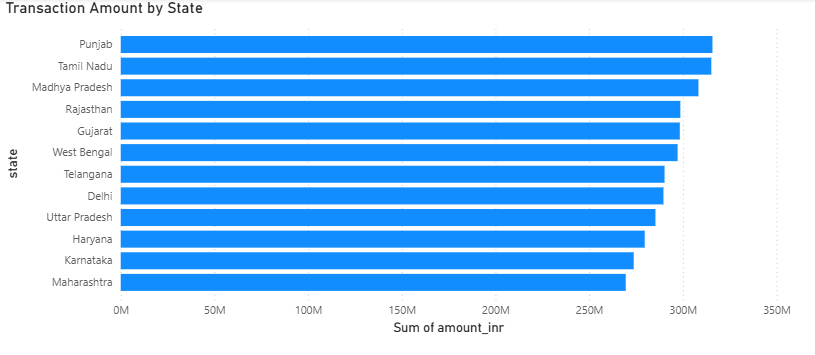 Transaction Amount by State
state
Punjab
Tamil Nadu
Madhya Pradesh
Rajasthan
Gujarat
West Bengal
Telangana
Delhi
Uttar Pradesh
Haryana
Karnataka
Maharashtra
0M 50M 100M 150M 200M 250M 300M 350M
Sum of amount_inr